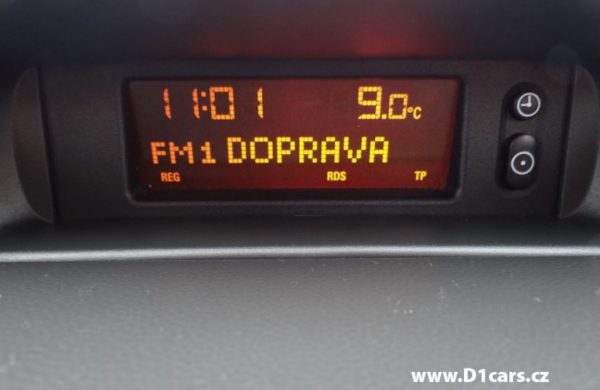 11:01 9.0°C
FM1 DOPRAVA
REG RDS TP
www.D1cars.cz